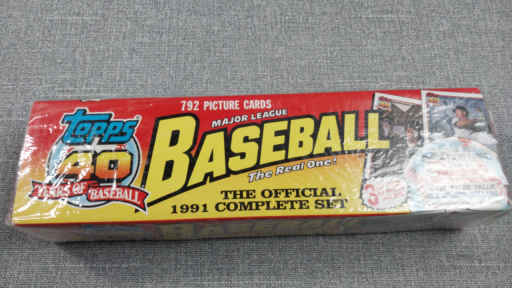 792 PICTURE CARDS
MAJOR LEAGUE
Topps
40
YEARS OF BASEBALL
BASEBALL
The Real One!
THE OFFICIAL
1991 COMPLETE SET